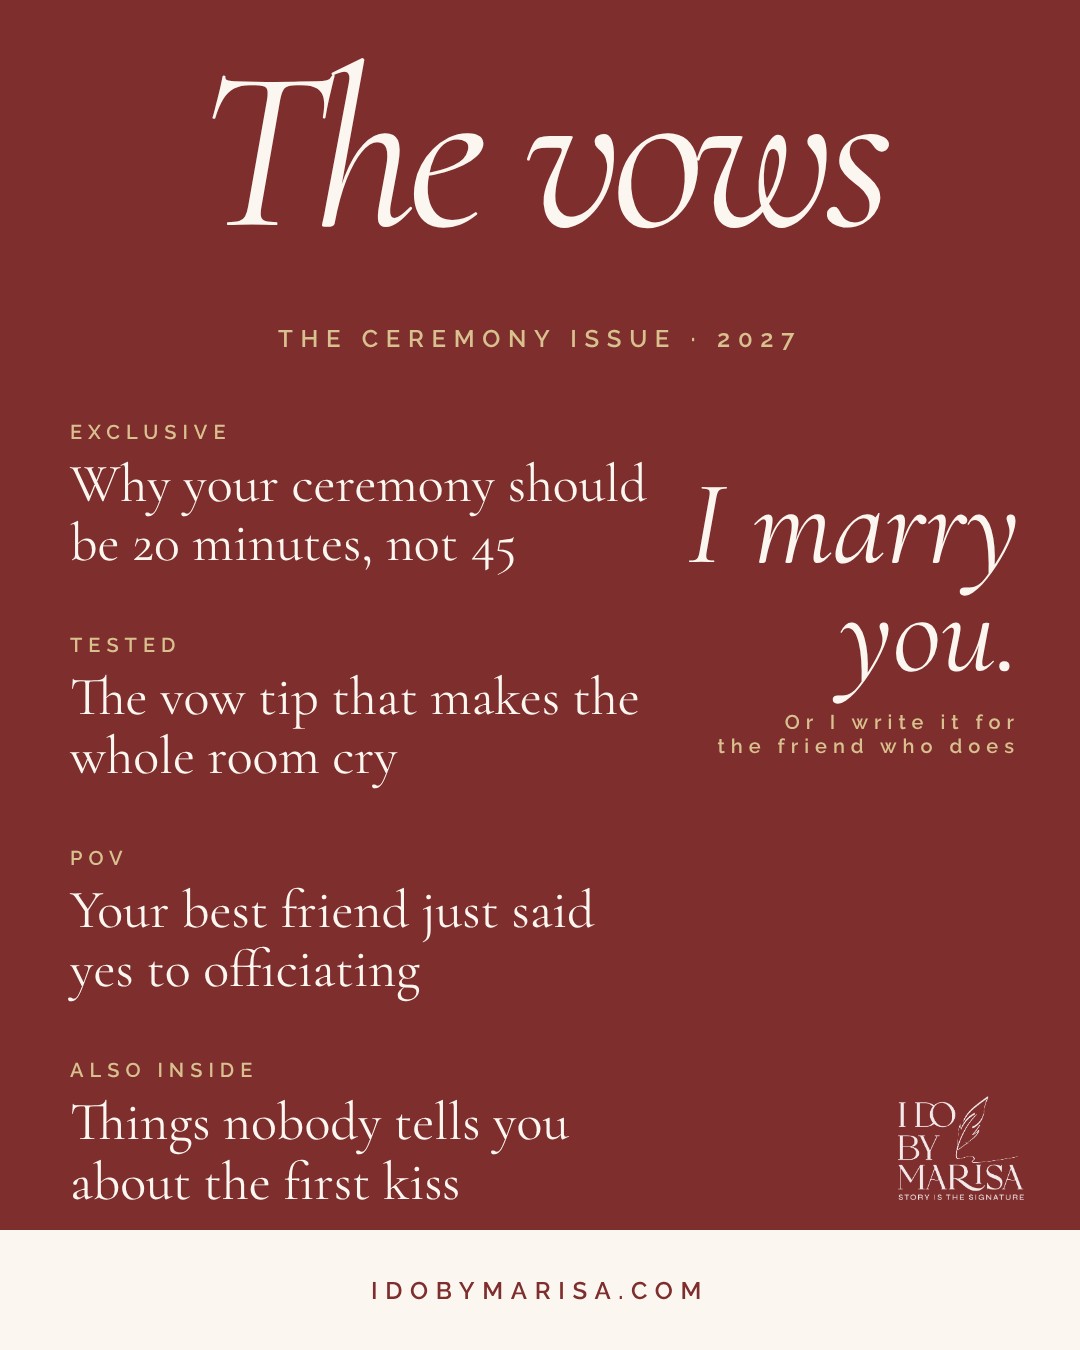 The vows
THE CEREMONY ISSUE · 2027
EXCLUSIVE
Why your ceremony should
be 20 minutes, not 45
I marry
you.
Or I write it for
the friend who does
TESTED
The vow tip that makes the
whole room cry
POV
Your best friend just said
yes to officiating
ALSO INSIDE
Things nobody tells you
about the first kiss
I DO
BY
MARISA
STORY IS THE SIGNATURE
IDOBYMARISA.COM